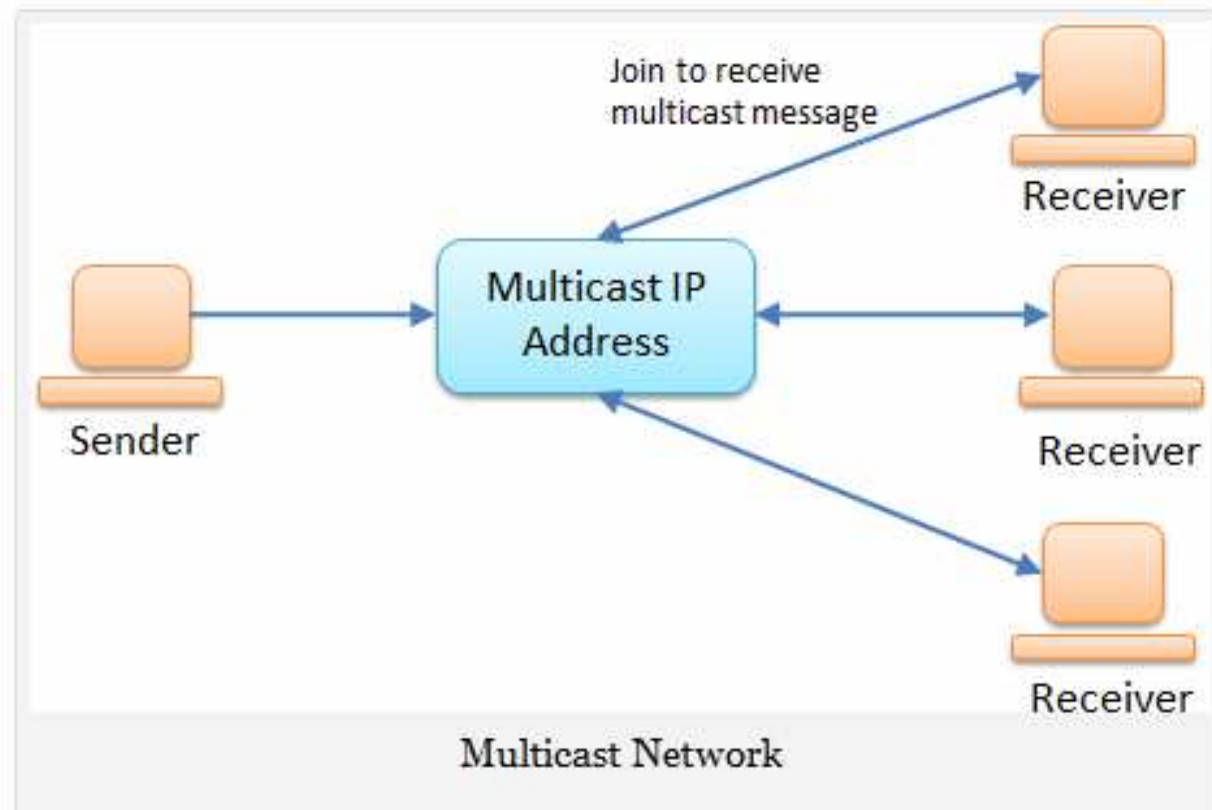 Join to receive
multicast message
Receiver
Multicast IP
Address
Sender
Receiver
Receiver
Multicast Network